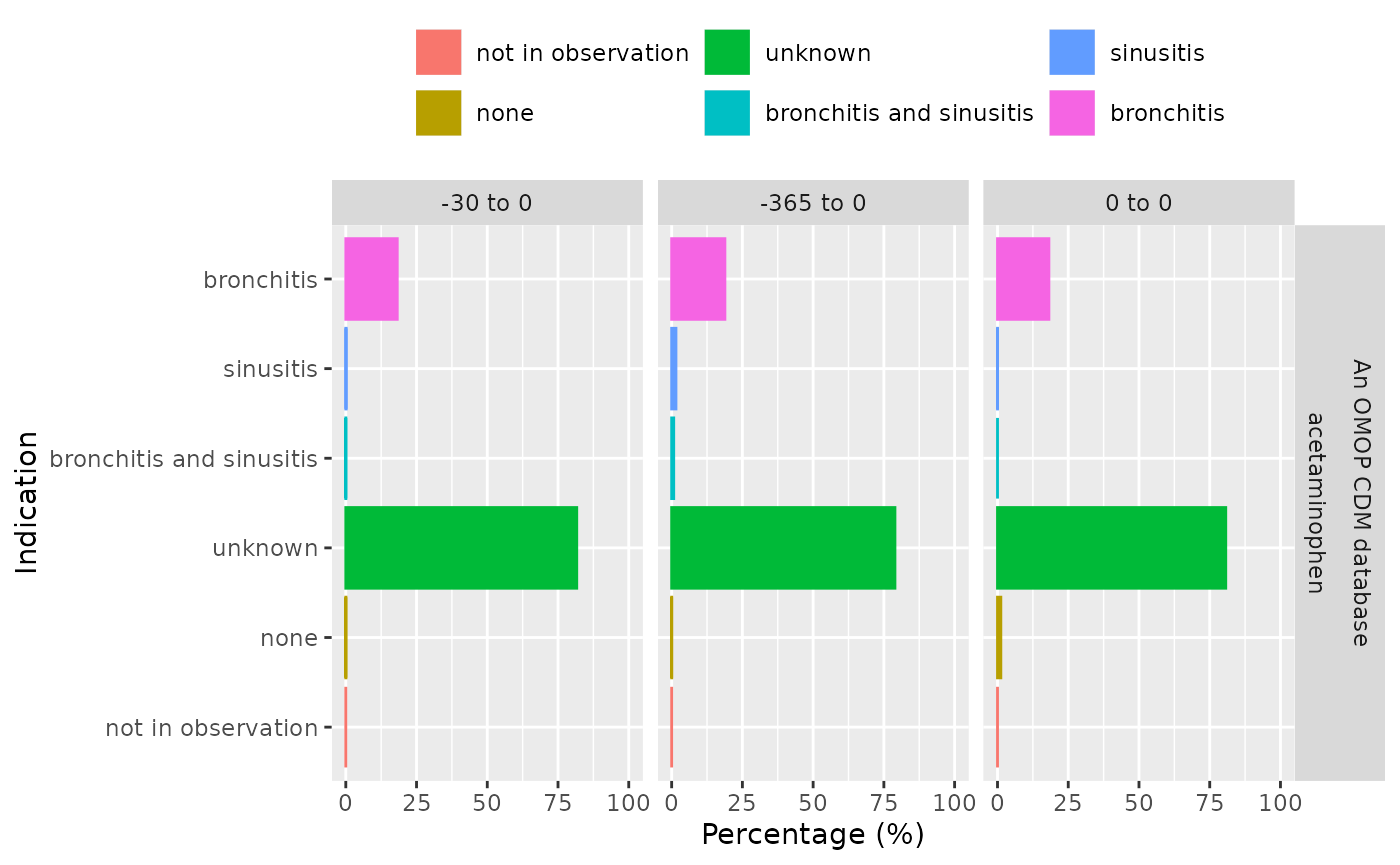 not in observation
unknown
sinusitis
none
bronchitis and sinusitis
bronchitis
-30 to 0
-365 to 0
0 to 0
Indication
bronchitis
sinusitis
bronchitis and sinusitis
unknown
none
not in observation
An OMOP CDM database
acetaminophen
0 25 50 75 100
0 25 50 75 100
0 25 50 75 100
Percentage (%)